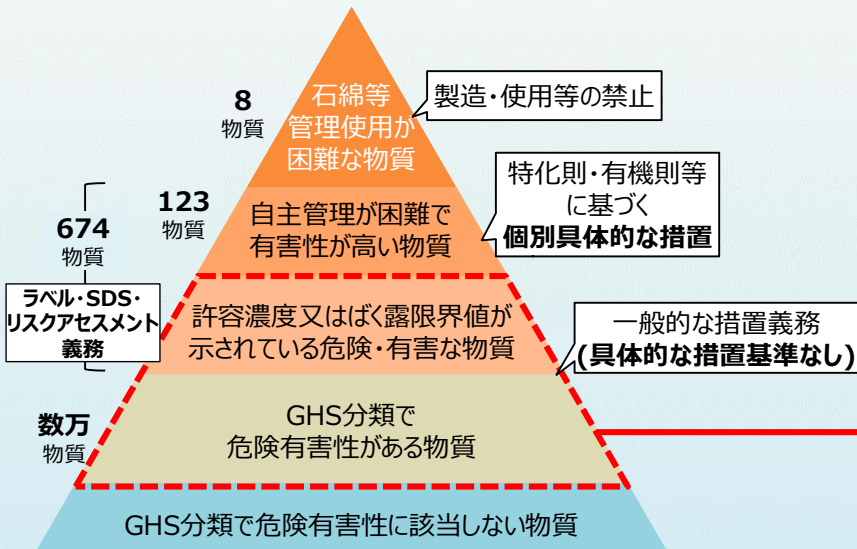 8
物質
石綿等
管理使用が
困難な物質
製造・使用等の禁止
123
物質
自主管理が困難で
有害性が高い物質
特化則・有機則等
に基づく
個別具体的な措置
674
物質
ラベル・SDS・
リスクアセスメント
義務
許容濃度又はばく露限界値が
示されている危険・有害な物質
一般的な措置義務
(具体的な措置基準なし)
数万
物質
GHS分類で
危険有害性がある物質
GHS分類で危険有害性に該当しない物質